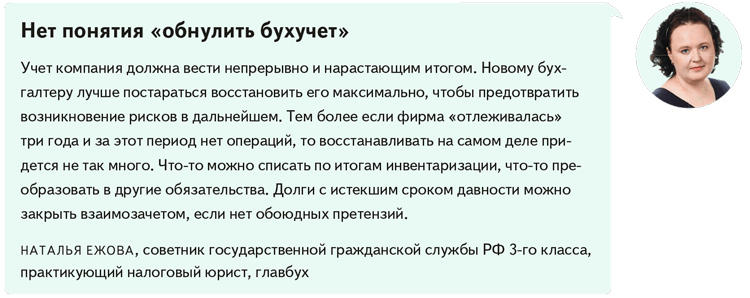 Нет понятия «обнулить бухучет»
Учет компания должна вести непрерывно и нарастающим итогом. Новому бух-
галтеру лучше постараться восстановить его максимально, чтобы предотвратить
возникновение рисков в дальнейшем. Тем более если фирма «отлеживалась»
три года и за этот период нет операций, то восстанавливать на самом деле при-
дется не так много. Что-то можно списать по итогам инвентаризации, что-то пре-
образовать в другие обязательства. Долги с истекшим сроком давности можно
закрыть взаимозачетом, если нет обоюдных претензий.
НАТАЛЬЯ ЕЖОВА, советник государственной гражданской службы РФ 3-го класса,
практикующий налоговый юрист, главбух